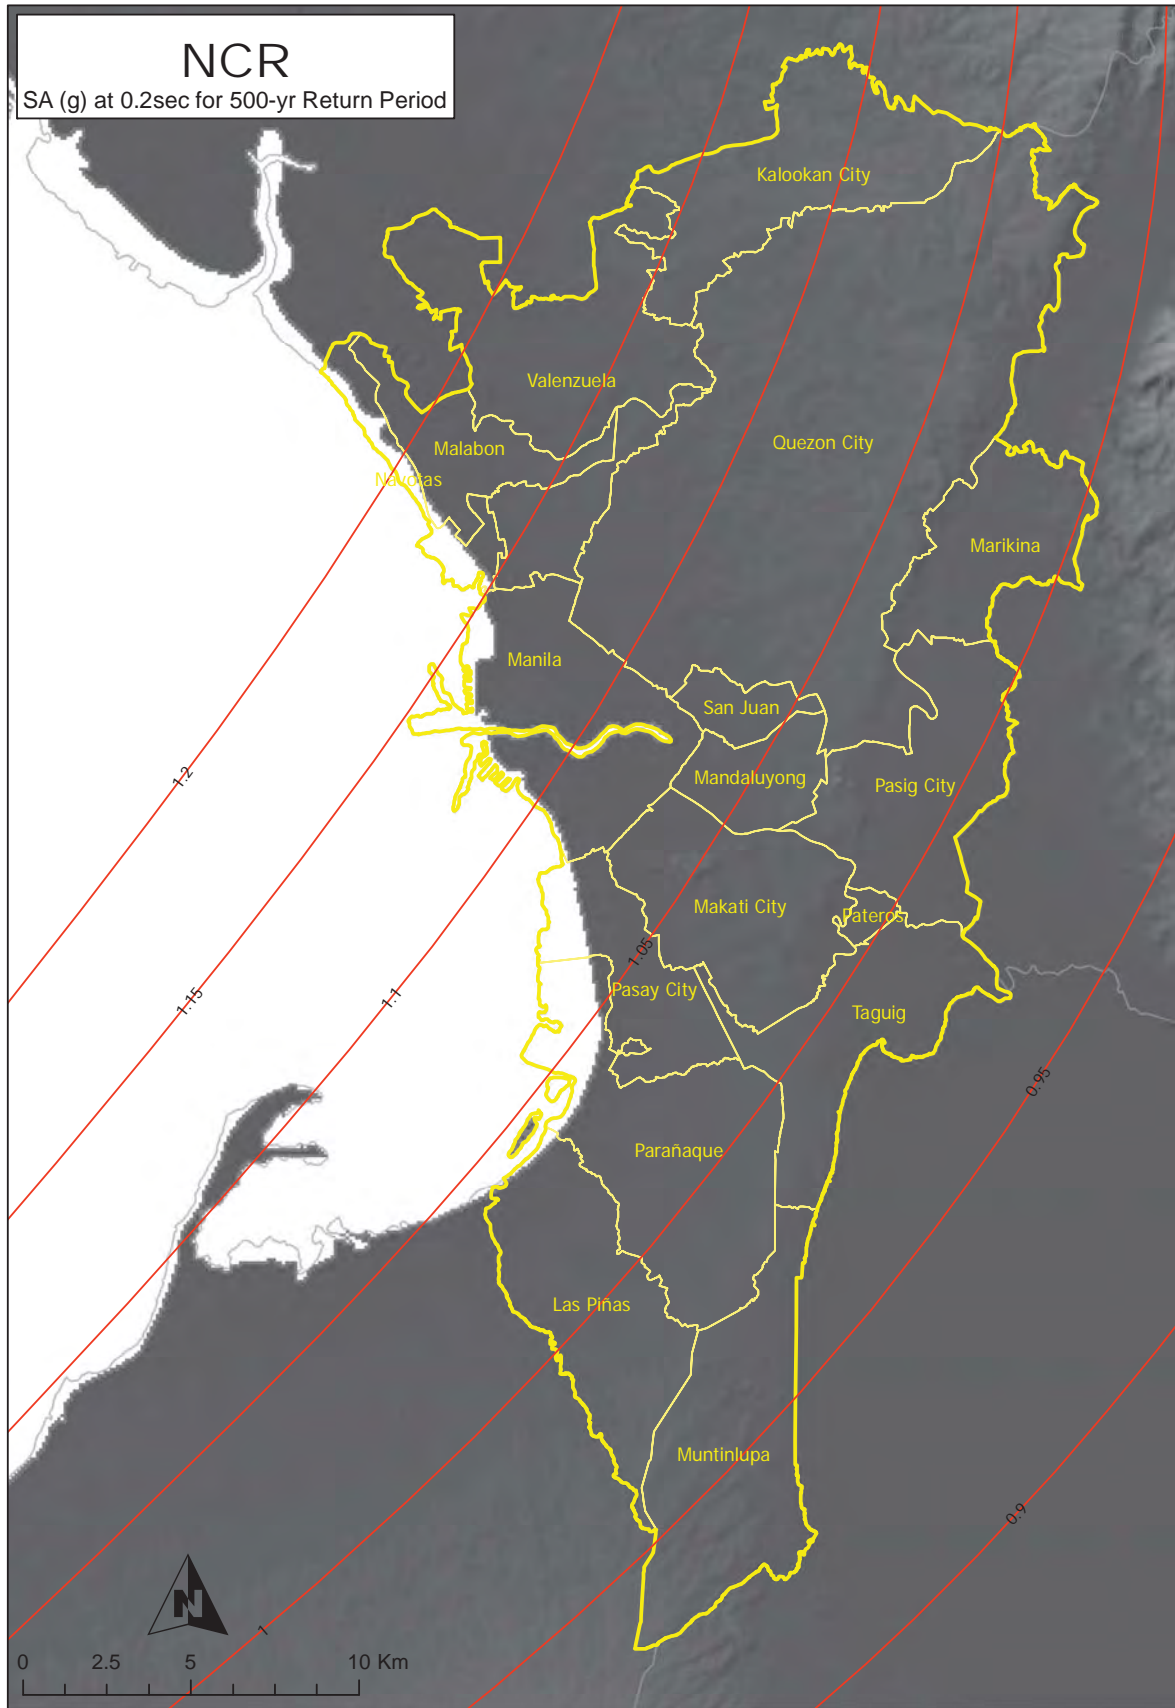 NCR
SA (g) at 0.2sec for 500-yr Return Period
Kalookan City
Valenzuela
Quezon City
Malabon
Navotas
Marikina
Manila
San Juan
Mandaluyong
Pasig City
1.2
Makati City
Pateros
1.05
1.15
1.1
Pasay City
Taguig
0.95
Parañaque
Las Piñas
Muntinlupa
0.9
N
1
0 2.5 5 10 Km